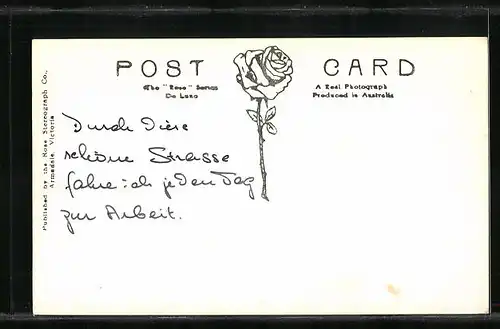 POST CARD
The "Rose" Series
De Luxe
A Real Photograph
Produced in Australia
Published by the Rose Stereograph Co.,
Armadale, Victoria
Durch diese
schöne Strasse
fahre ich jeden Tag
zur Arbeit.